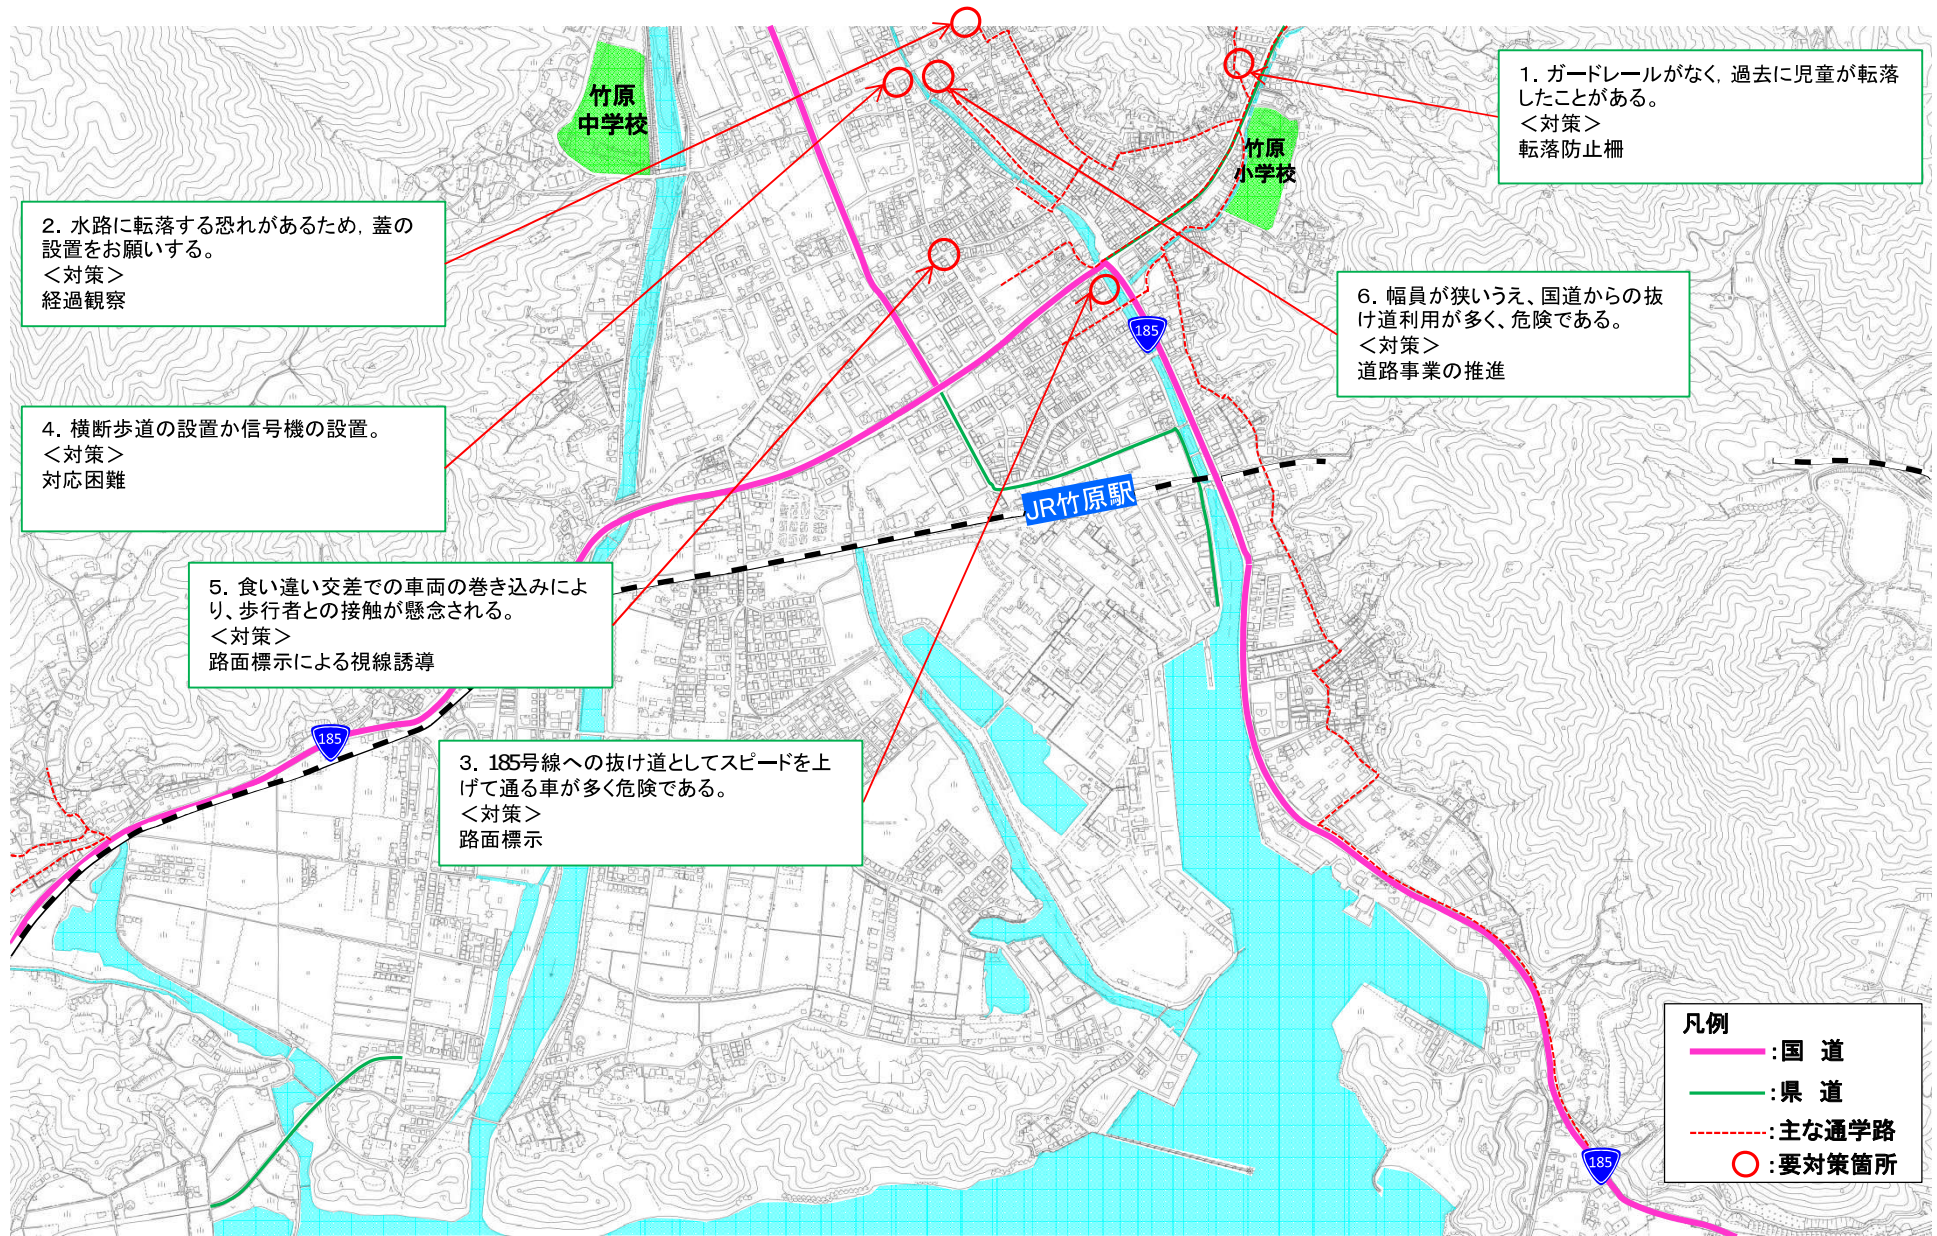 竹原
中学校
竹原
小学校
1．ガードレールがなく，過去に児童が転落
したことがある。
＜対策＞
転落防止柵
2．水路に転落する恐れがあるため，蓋の
設置をお願いする。
＜対策＞
経過観察
6．幅員が狭いうえ、国道からの抜
け道利用が多く、危険である。
＜対策＞
道路事業の推進
185
4．横断歩道の設置か信号機の設置。
＜対策＞
対応困難
JR竹原駅
5．食い違い交差での車両の巻き込みによ
り、歩行者との接触が懸念される。
＜対策＞
路面標示による視線誘導
185
3．185号線への抜け道としてスピードを上
げて通る車が多く危険である。
＜対策＞
路面標示
凡例
：国　道
：県　道
：主な通学路
：要対策箇所
185